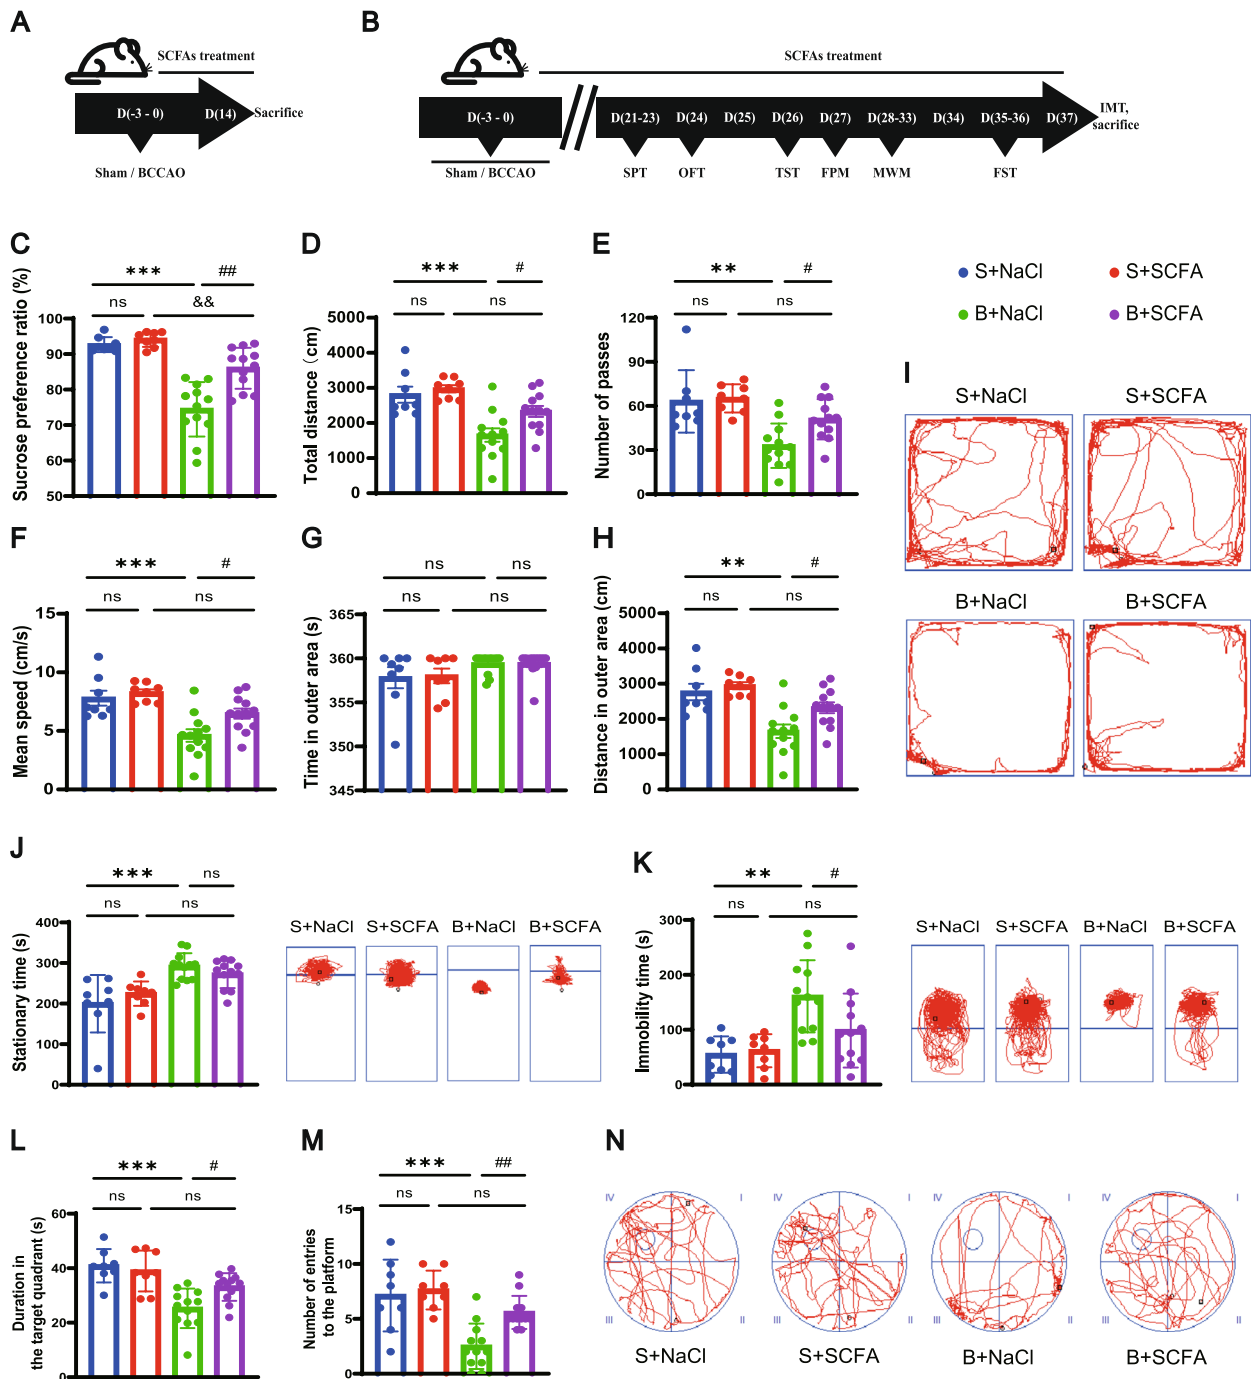 A
SCFAs treatment
D(-3 - 0)
D(14)
Sacrifice
Sham / BCCAO
B
SCFAs treatment
D(-3 - 0)
D(21-23)
D(24)
D(25)
D(26)
D(27)
D(28-33)
D(34)
D(35-36)
D(37)
IMT,
sacrifice
Sham / BCCAO
SPT
OFT
TST
FPM
MWM
FST
C
***
##
ns
&&
Sucrose preference ratio (%)
100
90
80
70
60
50
D
***
#
ns
ns
Total distance (cm)
5000
4000
3000
2000
1000
0
E
**
#
ns
ns
Number of passes
120
90
60
30
0
S+NaCl
S+SCFA
B+NaCl
B+SCFA
F
***
#
ns
ns
Mean speed (cm/s)
15
10
5
0
G
ns
ns
ns
ns
Time in outer area (s)
365
360
355
350
345
H
**
#
ns
ns
Distance in outer area (cm)
5000
4000
3000
2000
1000
0
I
S+NaCl
S+SCFA
B+NaCl
B+SCFA
J
***
ns
ns
ns
Stationary time (s)
400
300
200
100
0
S+NaCl
S+SCFA
B+NaCl
B+SCFA
K
**
#
ns
ns
Immobility time (s)
300
200
100
0
S+NaCl
S+SCFA
B+NaCl
B+SCFA
L
***
#
ns
ns
Duration in
the target quadrant (s)
60
40
20
0
M
***
##
ns
ns
Number of entries
to the platform
15
10
5
0
N
IV
I
III
II
S+NaCl
IV
I
III
II
S+SCFA
IV
I
III
II
B+NaCl
IV
I
III
II
B+SCFA